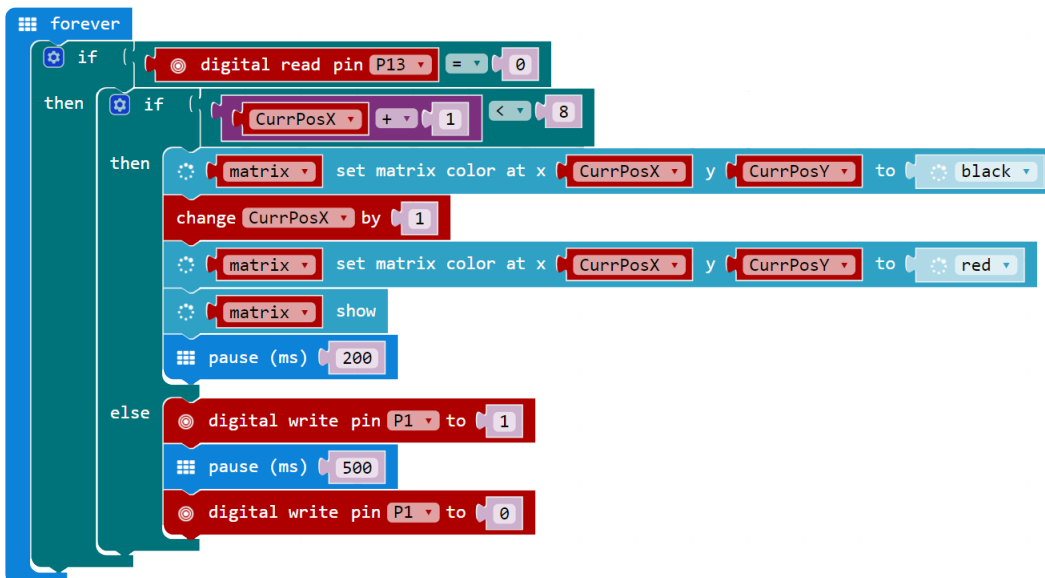 forever
if digital read pin P13 = 0
then if CurrPosX + 1 < 8
then matrix set matrix color at x CurrPosX y CurrPosY to black
change CurrPosX by 1
matrix set matrix color at x CurrPosX y CurrPosY to red
matrix show
pause (ms) 200
else digital write pin P1 to 1
pause (ms) 500
digital write pin P1 to 0